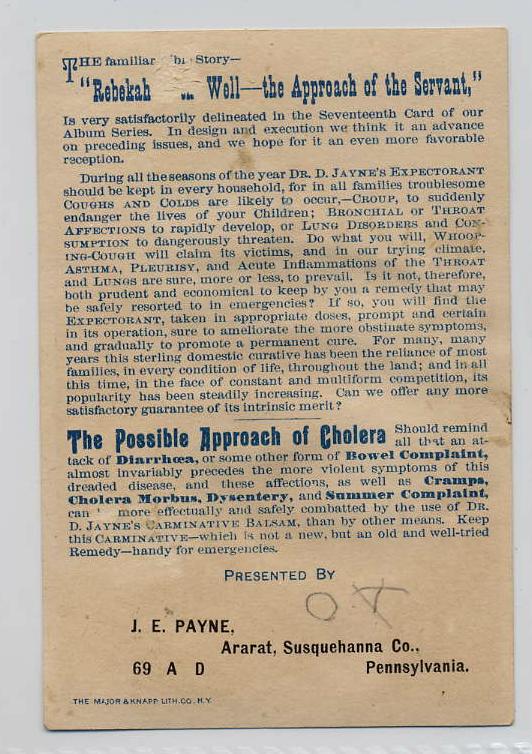 THE familiar Story—
"Rebekah Well—the Approach of the Servant,"
Is very satisfactorily delineated in the Seventeenth Card of our
Album Series. In design and execution we think it an advance
on preceding issues, and we hope for it an even more favorable
reception.
During all the seasons of the year DR. D. JAYNE'S EXPECTORANT
should be kept in every household, for in all families troublesome
COUGHS AND COLDS are likely to occur,—CROUP, to suddenly
endanger the lives of your Children; BRONCHIAL or THROAT
AFFECTIONS to rapidly develop, or LUNG DISORDERS and CON-
SUMPTION to dangerously threaten. Do what you will, WHOOP-
ING-COUGH will claim its victims, and in our trying climate,
ASTHMA, PLEURISY, and Acute Inflammations of the THROAT
and LUNGS are sure, more or less, to prevail. Is it not, therefore,
both prudent and economical to keep by you a remedy that may
be safely resorted to in emergencies? If so, you will find the
EXPECTORANT, taken in appropriate doses, prompt and certain
in its operation, sure to ameliorate the more obstinate symptoms,
and gradually to promote a permanent cure. For many, many
years this sterling domestic curative has been the reliance of most
families, in every condition of life, throughout the land; and in all
this time, in the face of constant and multiform competition, its
popularity has been steadily increasing. Can we offer any more
satisfactory guarantee of its intrinsic merit?
The Possible Approach of Cholera Should remind
all that an at-
tack of Diarrhœa, or some other form of Bowel Complaint,
almost invariably precedes the more violent symptoms of this
dreaded disease, and these affections, as well as Cramps,
Cholera Morbus, Dysentery, and Summer Complaint,
can more effectually and safely combatted by the use of DR.
D. JAYNE'S CARMINATIVE BALSAM, than by other means. Keep
this CARMINATIVE—which is not a new, but an old and well-tried
Remedy—handy for emergencies.
PRESENTED BY
J. E. PAYNE,
Ararat, Susquehanna Co.,
69 A D Pennsylvania.
THE MAJOR & KNAPP LITH. CO. N.Y.